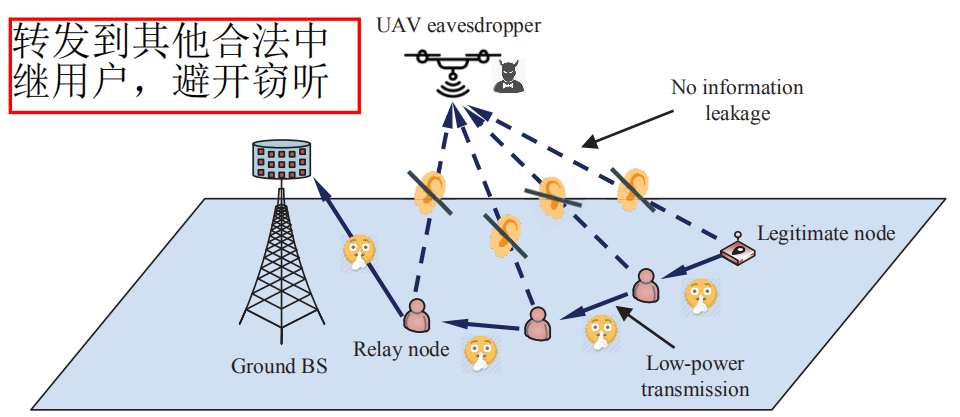 转发到其他合法中
继用户，避开窃听
UAV eavesdropper
No information
leakage
Legitimate node
Relay node
Ground BS
Low-power
transmission